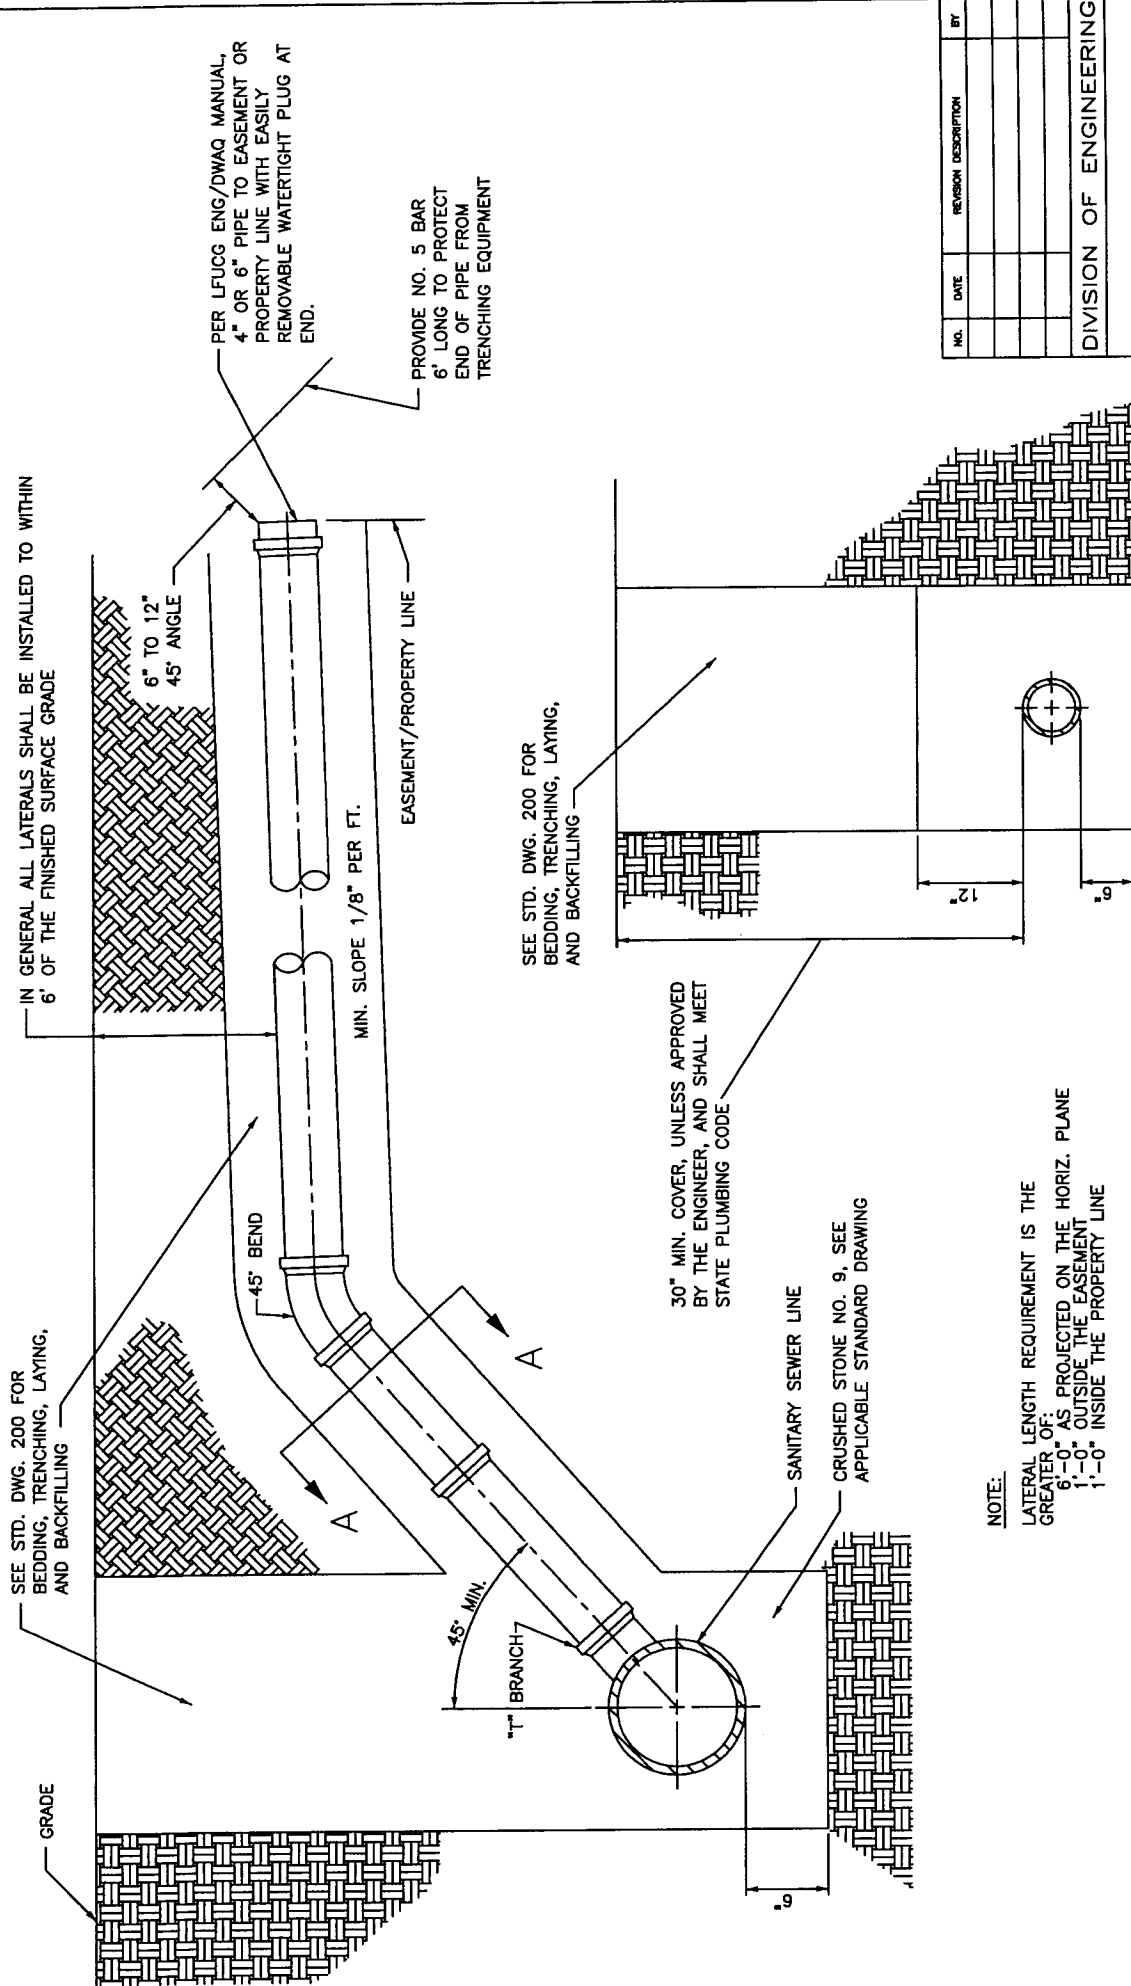 SEE STD. DWG. 200 FOR
BEDDING, TRENCHING, LAYING,
AND BACKFILLING
GRADE
IN GENERAL ALL LATERALS SHALL BE INSTALLED TO WITHIN
6' OF THE FINISHED SURFACE GRADE
6" TO 12"
45° ANGLE
PER LFUCG ENG/DWAQ MANUAL,
4" OR 6" PIPE TO EASEMENT OR
PROPERTY LINE WITH EASILY
REMOVABLE WATERTIGHT PLUG AT
END.
PROVIDE NO. 5 BAR
6' LONG TO PROTECT
END OF PIPE FROM
TRENCHING EQUIPMENT
45° BEND
MIN. SLOPE 1/8" PER FT.
EASEMENT/PROPERTY LINE
A
A
45° MIN.
"T" BRANCH
6"
SANITARY SEWER LINE
CRUSHED STONE NO. 9, SEE
APPLICABLE STANDARD DRAWING
SEE STD. DWG. 200 FOR
BEDDING, TRENCHING, LAYING,
AND BACKFILLING
30" MIN. COVER, UNLESS APPROVED
BY THE ENGINEER, AND SHALL MEET
STATE PLUMBING CODE
12"
6"
NOTE:
LATERAL LENGTH REQUIREMENT IS THE
GREATER OF:
6'-0" AS PROJECTED ON THE HORIZ. PLANE
1'-0" OUTSIDE THE EASEMENT
1'-0" INSIDE THE PROPERTY LINE
NO. DATE REVISION DESCRIPTION BY
DIVISION OF ENGINEERING